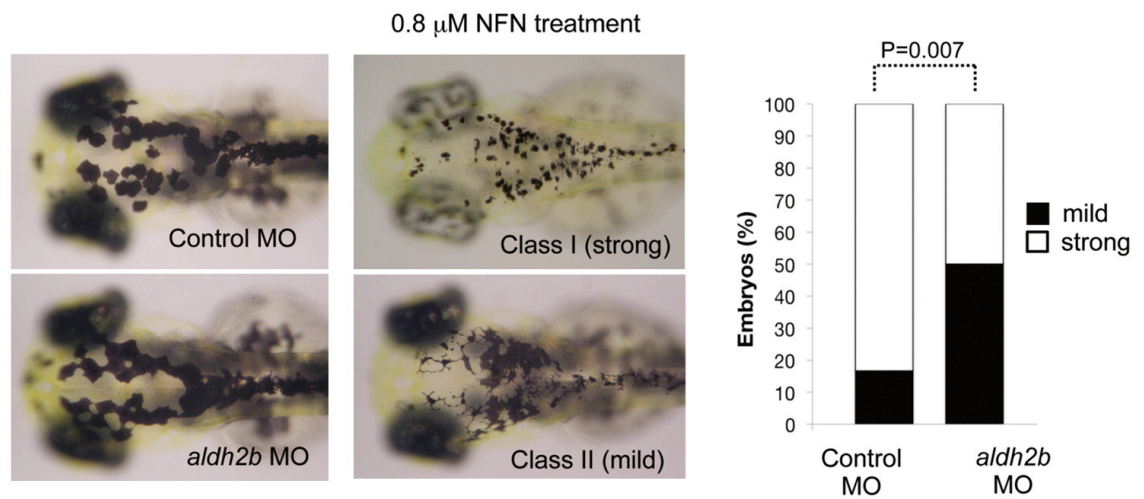 0.8 μM NFN treatment
Control MO
Class I (strong)
aldh2b MO
Class II (mild)
P=0.007
Embryos (%)
100
90
80
70
60
50
40
30
20
10
0
Control
MO
aldh2b
MO
mild
strong